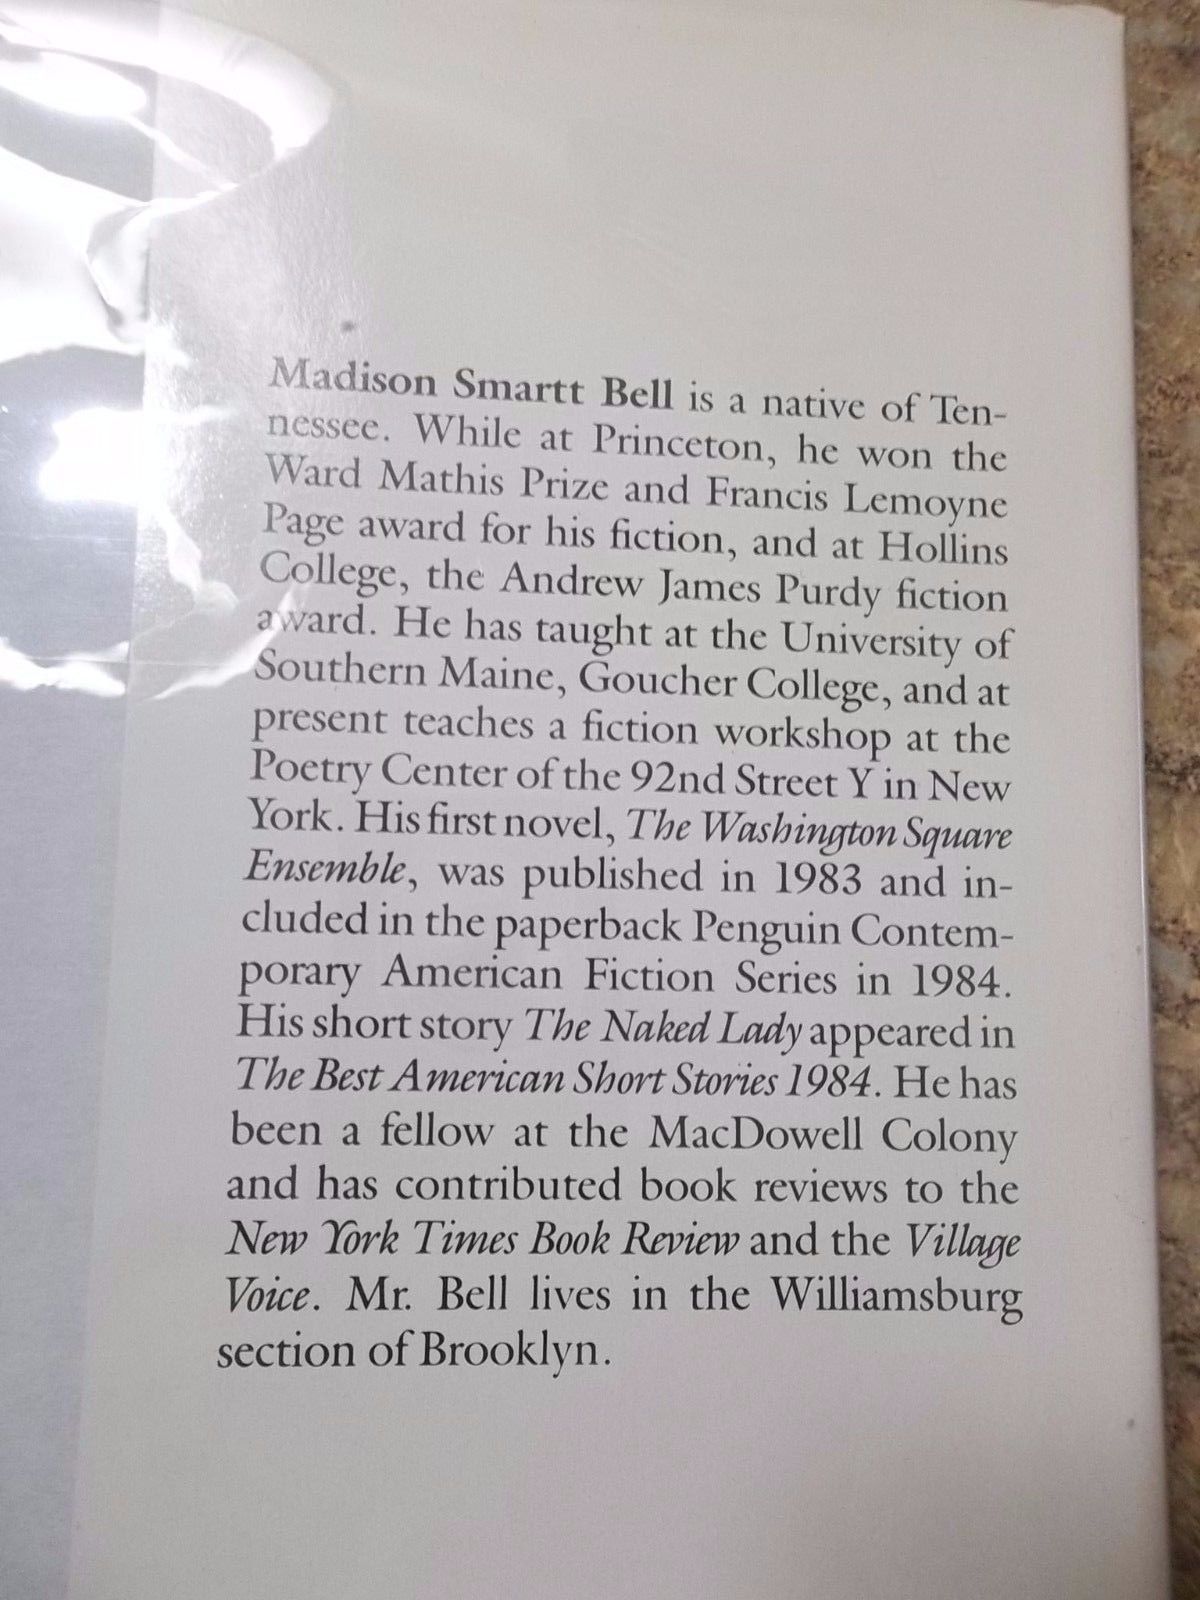 Madison Smartt Bell is a native of Ten-
nessee. While at Princeton, he won the
Ward Mathis Prize and Francis Lemoyne
Page award for his fiction, and at Hollins
College, the Andrew James Purdy fiction
award. He has taught at the University of
Southern Maine, Goucher College, and at
present teaches a fiction workshop at the
Poetry Center of the 92nd Street Y in New
York. His first novel, The Washington Square
Ensemble, was published in 1983 and in-
cluded in the paperback Penguin Contem-
porary American Fiction Series in 1984.
His short story The Naked Lady appeared in
The Best American Short Stories 1984. He has
been a fellow at the MacDowell Colony
and has contributed book reviews to the
New York Times Book Review and the Village
Voice. Mr. Bell lives in the Williamsburg
section of Brooklyn.